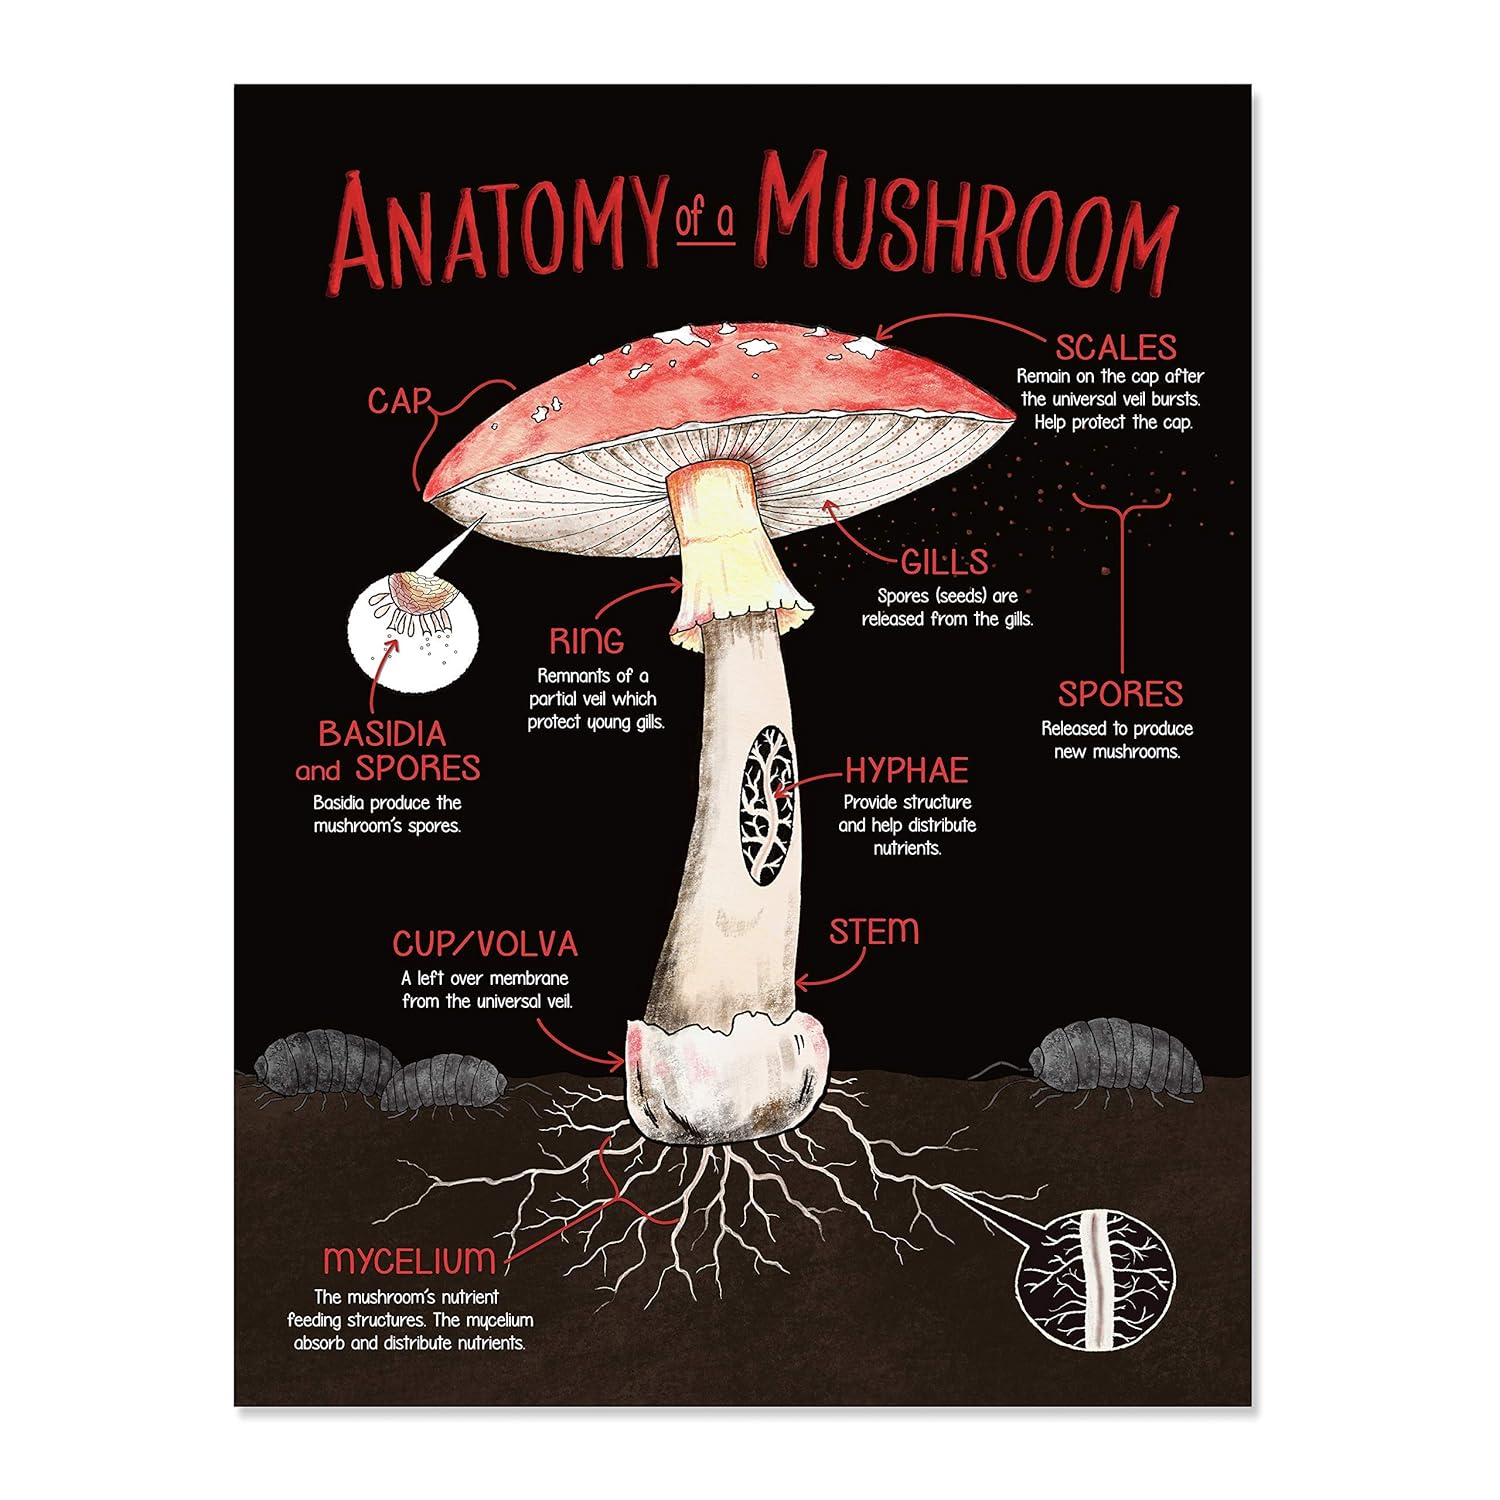 ANATOMY of a MUSHROOM
SCALES
Remain on the cap after
the universal veil bursts.
Help protect the cap.
CAP
GILLS
Spores (seeds) are
released from the gills.
RING
Remnants of a
partial veil which
protect young gills.
SPORES
Released to produce
new mushrooms.
BASIDIA
and SPORES
Basidia produce the
mushroom's spores.
HYPHAE
Provide structure
and help distribute
nutrients.
STEM
CUP/VOLVA
A left over membrane
from the universal veil.
MYCELIUM
The mushroom's nutrient
feeding structures. The mycelium
absorb and distribute nutrients.